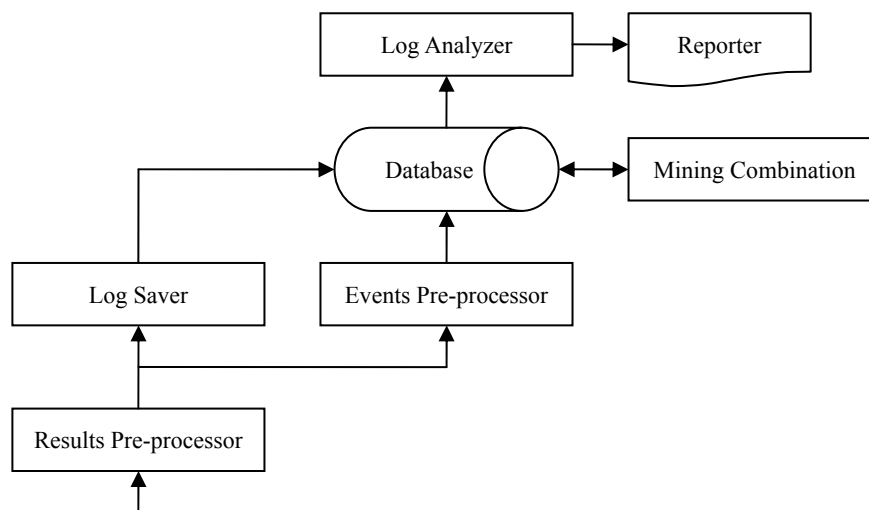 Log Analyzer
Reporter
Database
Mining Combination
Log Saver
Events Pre-processor
Results Pre-processor